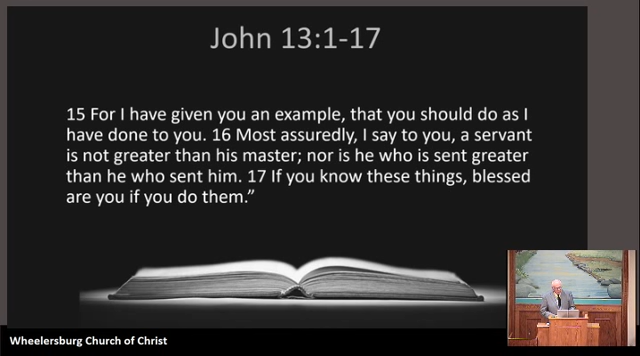 John 13:1-17
15 For I have given you an example, that you should do as I
have done to you. 16 Most assuredly, I say to you, a servant
is not greater than his master; nor is he who is sent greater
than he who sent him. 17 If you know these things, blessed
are you if you do them.”
Wheelersburg Church of Christ